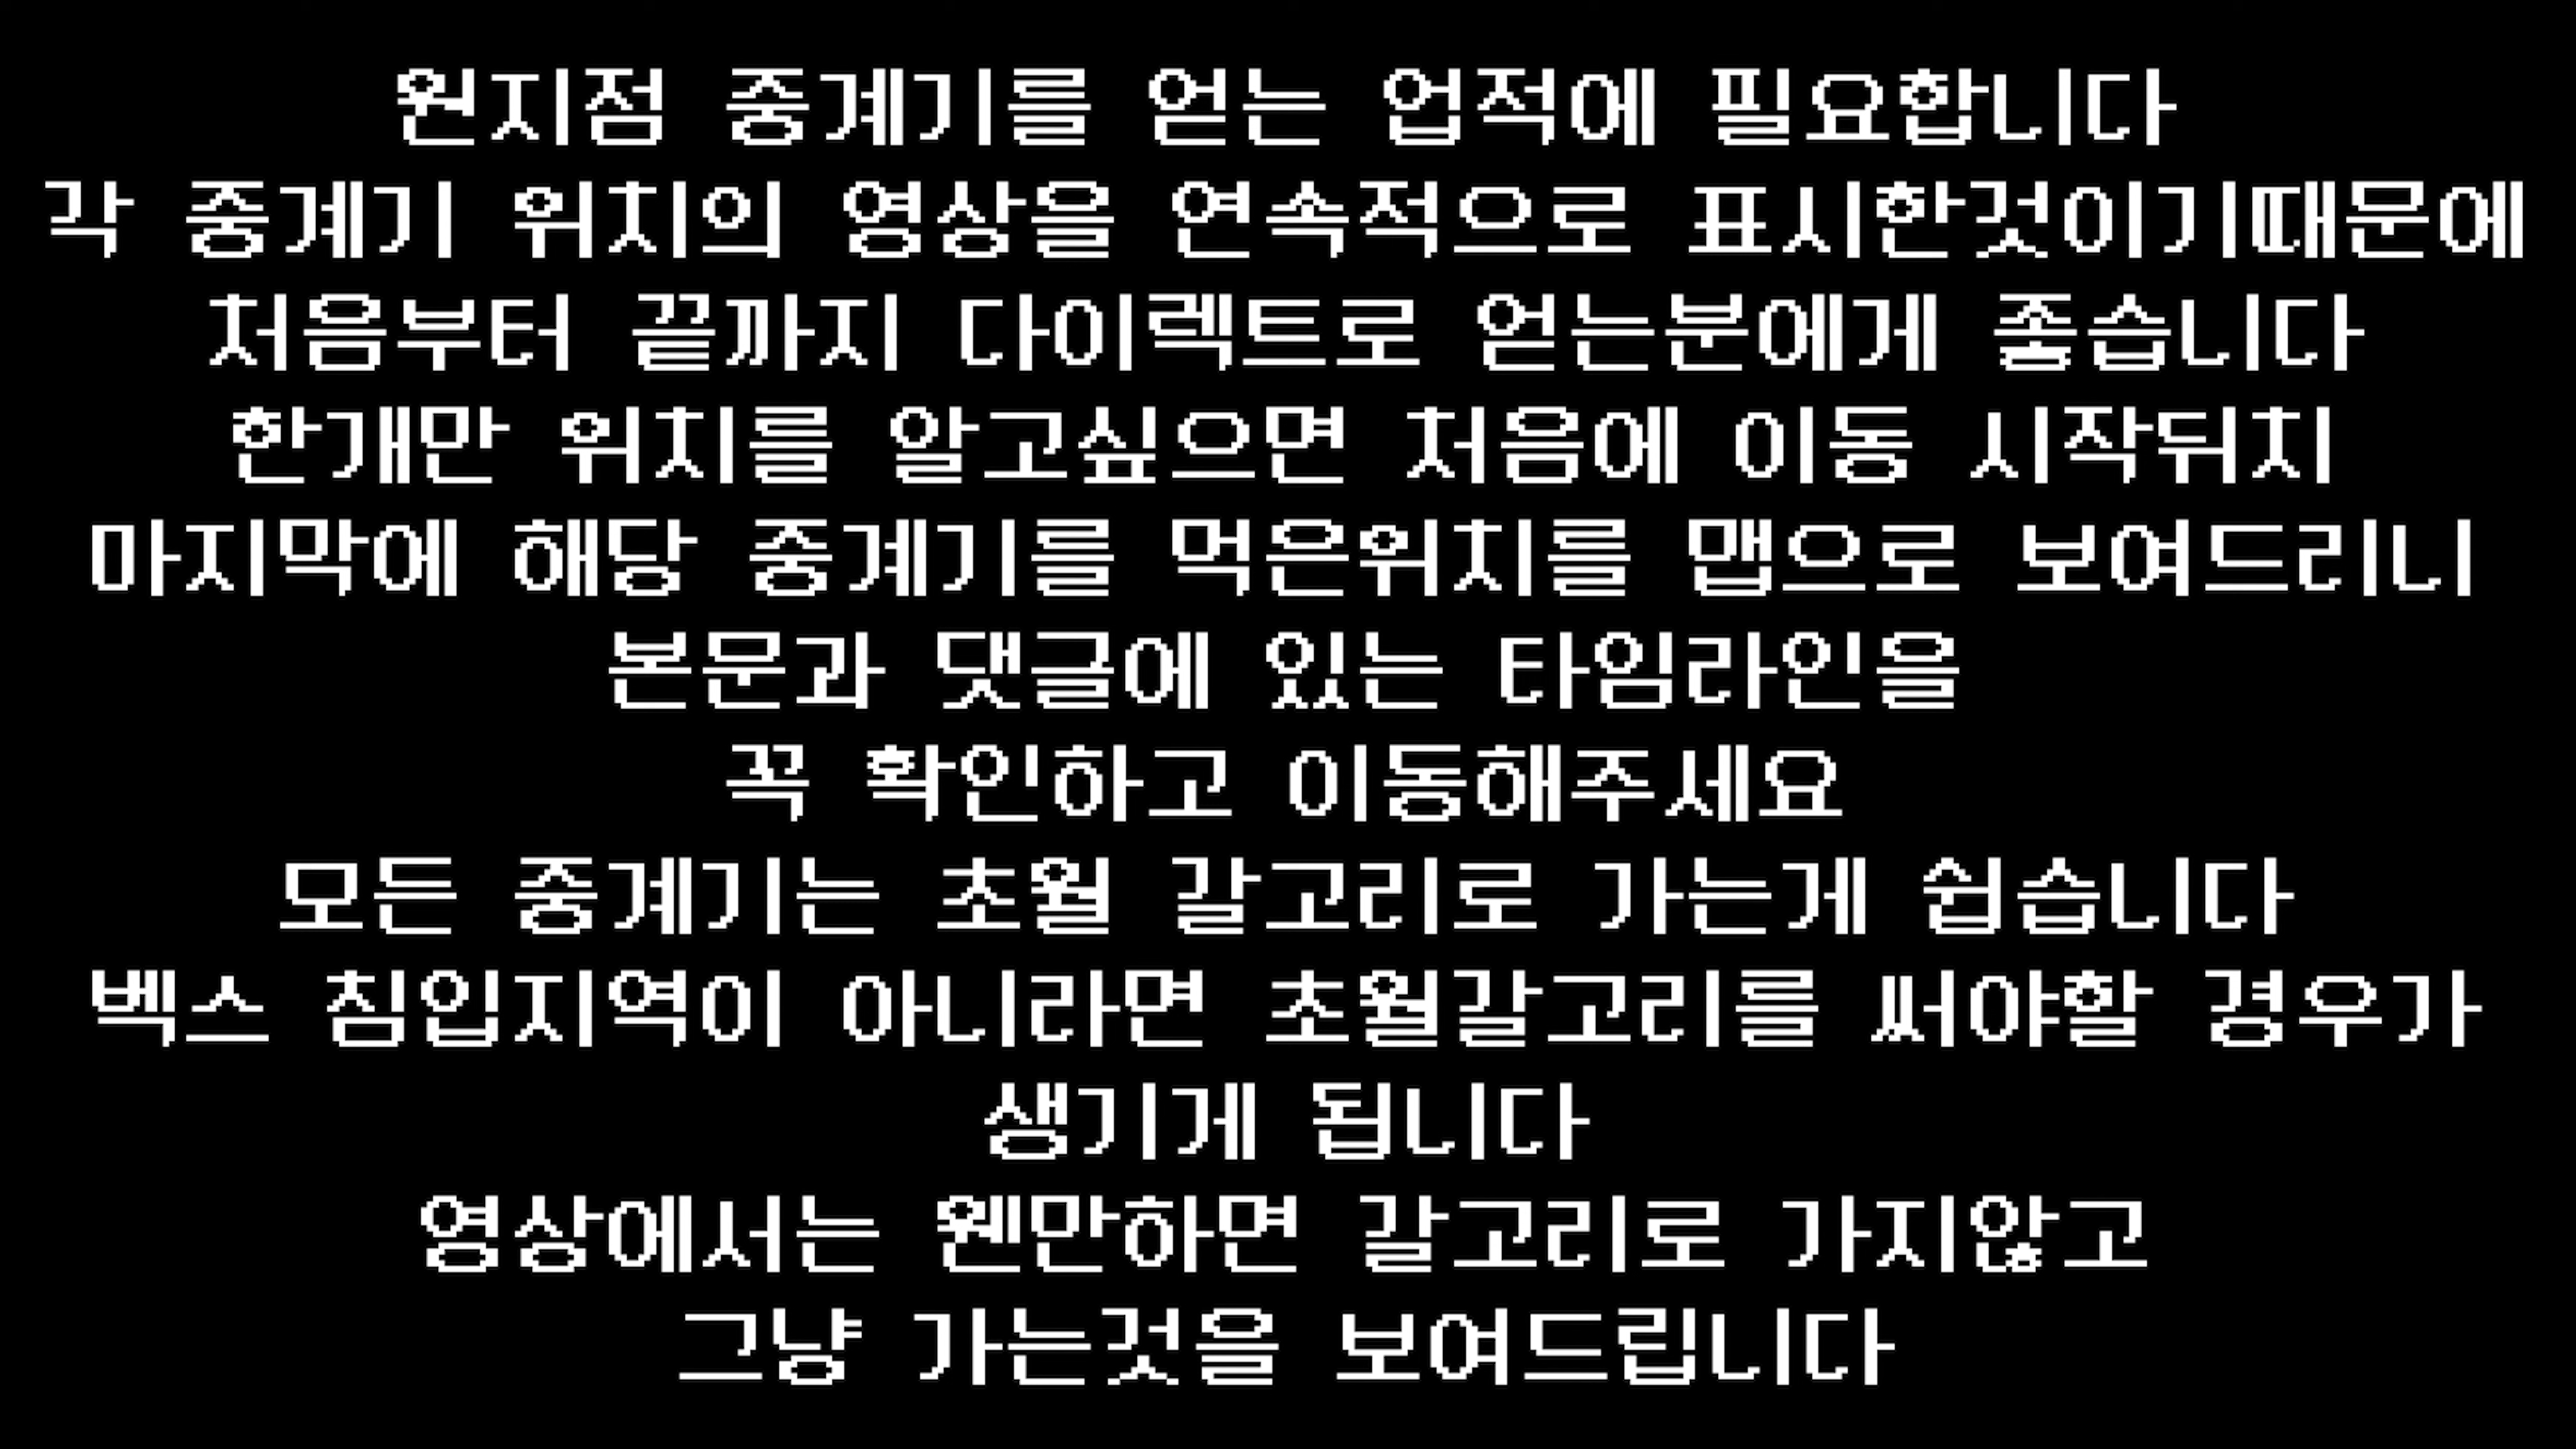 원지점 중계기를 얻는 업적에 필요합니다
각 중계기 위치의 영상을 연속적으로 표시한것이기때문에
처음부터 끝까지 다이렉트로 얻는분에게 좋습니다
한개만 위치를 알고싶으면 처음에 이동 시작뒤치
마지막에 해당 중계기를 먹은위치를 맵으로 보여드리니
본문과 댓글에 있는 타임라인을
꼭 확인하고 이동해주세요
모든 중계기는 초월 갈고리로 가는게 쉽습니다
벡스 침입지역이 아니라면 초월갈고리를 써야할 경우가
생기게 됩니다
영상에서는 웬만하면 갈고리로 가지않고
그냥 가는것을 보여드립니다